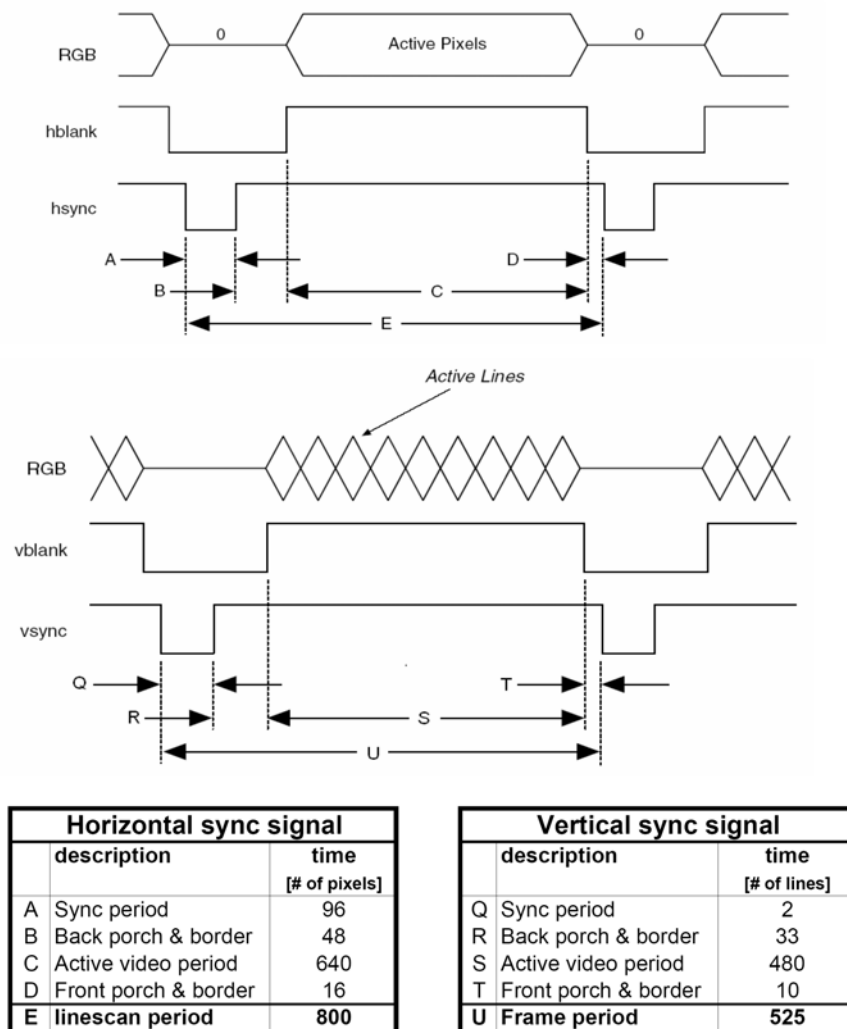 0
Active Pixels
0
RGB
hblank
hsync
A
D
B
C
E
Active Lines
RGB
vblank
vsync
Q
T
R
S
U
Horizontal sync signal
description time
[# of pixels]
A Sync period 96
B Back porch & border 48
C Active video period 640
D Front porch & border 16
E linescan period 800
Vertical sync signal
description time
[# of lines]
Q Sync period 2
R Back porch & border 33
S Active video period 480
T Front porch & border 10
U Frame period 525